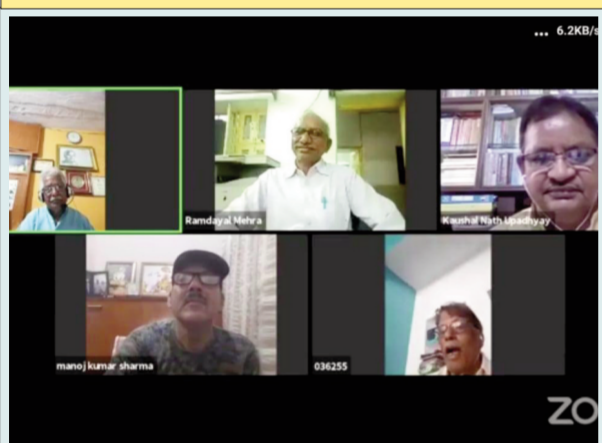 ... 6.2KB/s
Ramdayal Mehra
Kaushal Nath Upadhyay
manoj kumar sharma
036255
ZO